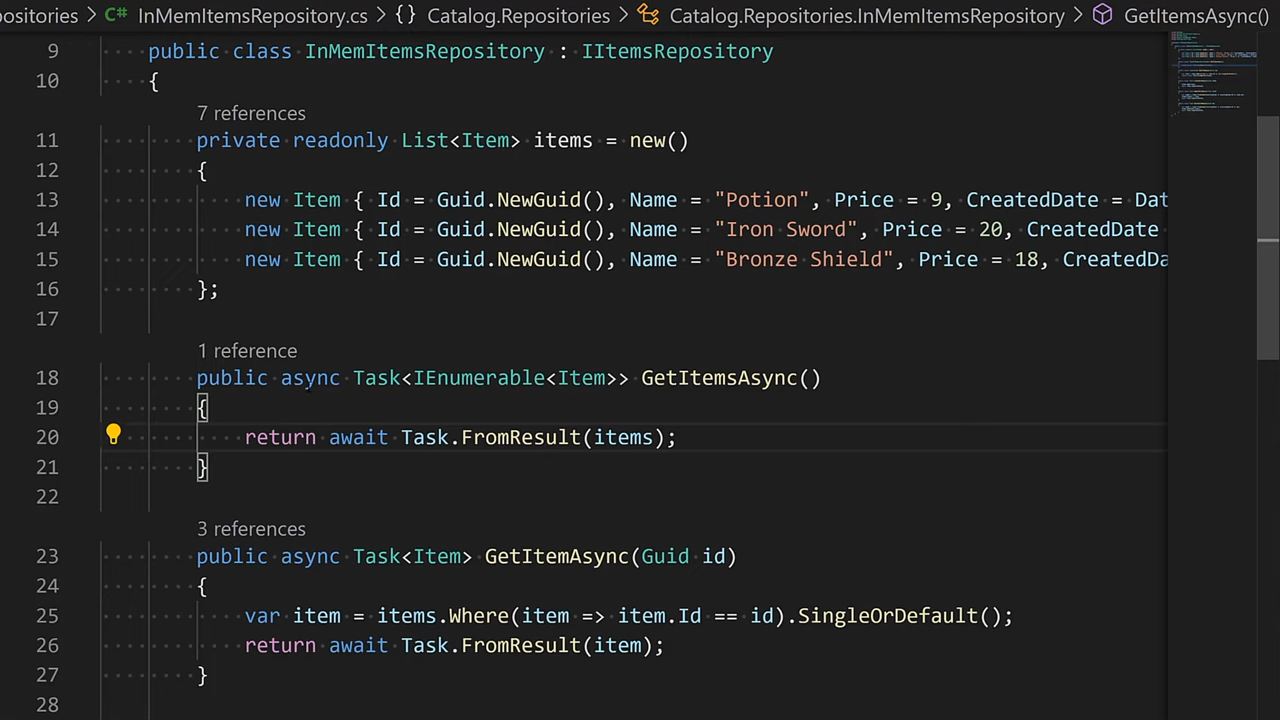 ositories > C# InMemItemsRepository.cs > {} Catalog.Repositories > Catalog.Repositories.InMemItemsRepository > GetItemsAsync()
9 public class InMemItemsRepository : IItemsRepository
10 {
7 references
11 private readonly List<Item> items = new()
12 {
13 new Item { Id = Guid.NewGuid(), Name = "Potion", Price = 9, CreatedDate = Dat
14 new Item { Id = Guid.NewGuid(), Name = "Iron Sword", Price = 20, CreatedDate
15 new Item { Id = Guid.NewGuid(), Name = "Bronze Shield", Price = 18, CreatedDa
16 };
17
1 reference
18 public async Task<IEnumerable<Item>> GetItemsAsync()
19 {
20 return await Task.FromResult(items);
21 }
22
3 references
23 public async Task<Item> GetItemAsync(Guid id)
24 {
25 var item = items.Where(item => item.Id == id).SingleOrDefault();
26 return await Task.FromResult(item);
27 }
28